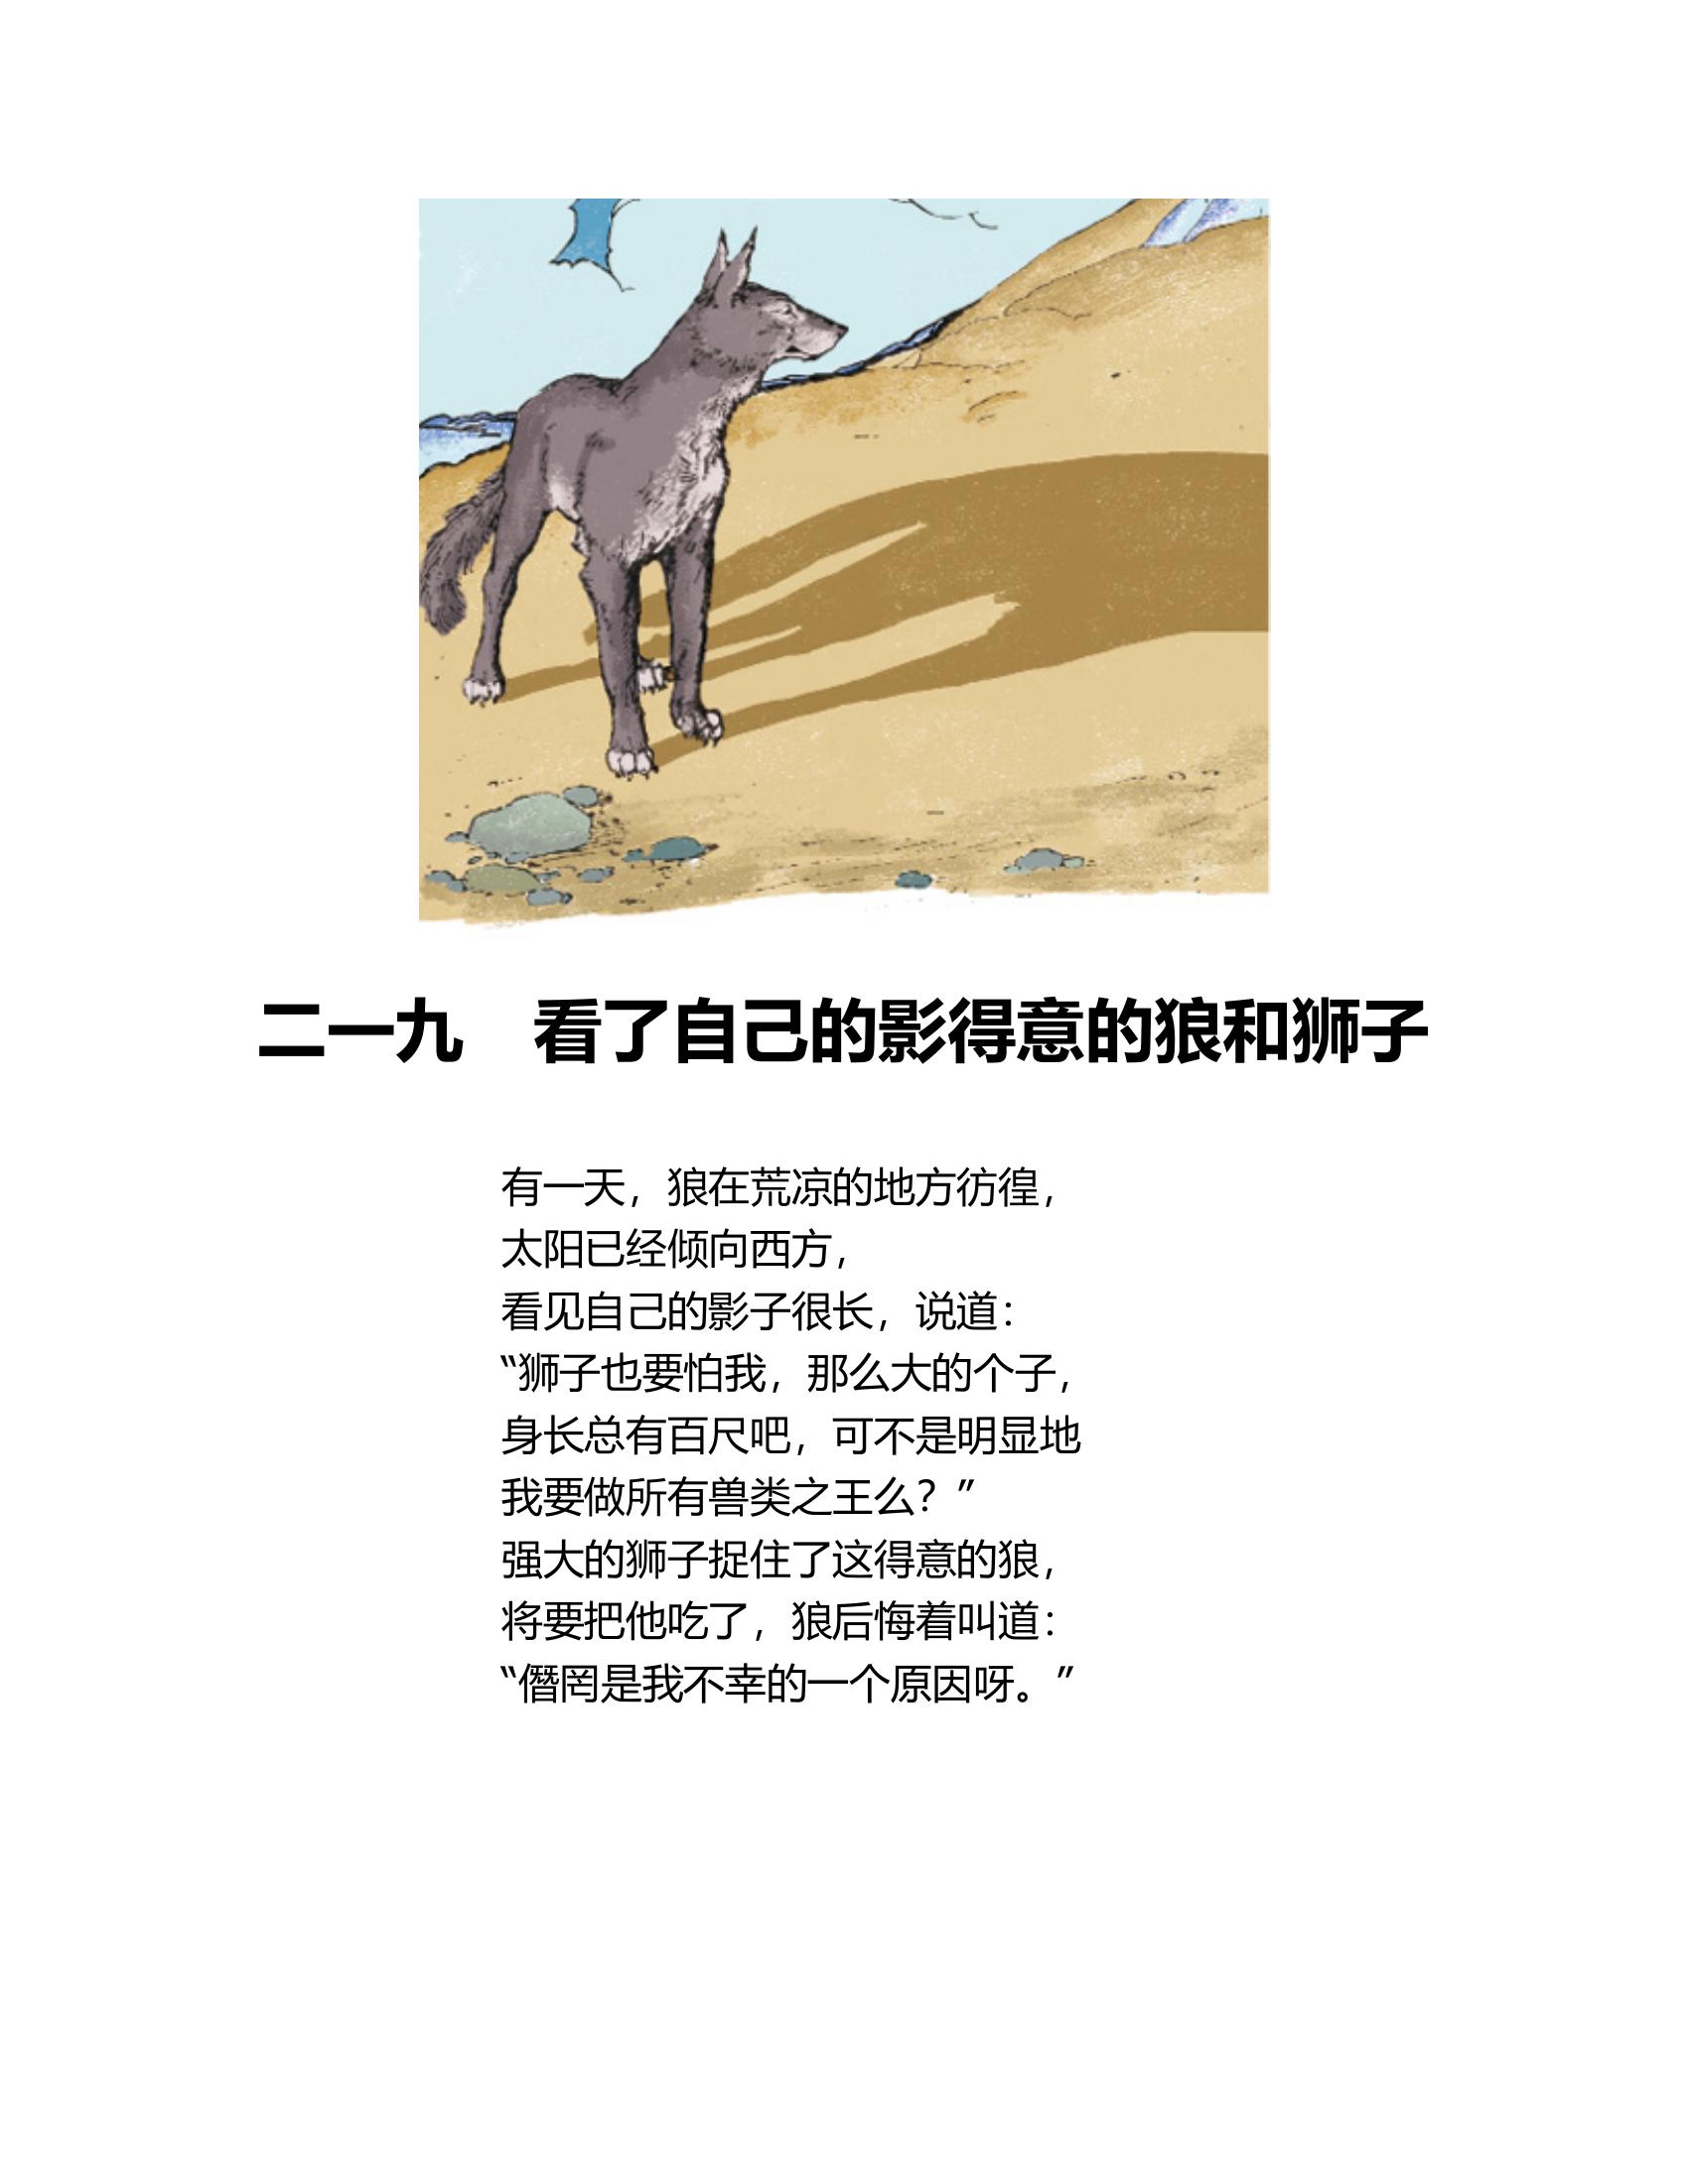 二一九　看了自己的影得意的狼和狮子
有一天，狼在荒凉的地方彷徨，
太阳已经倾向西方，
看见自己的影子很长，说道：
“狮子也要怕我，那么大的个子，
身长总有百尺吧，可不是明显地
我要做所有兽类之王么？”
强大的狮子捉住了这得意的狼，
将要把他吃了，狼后悔着叫道：
“僭罔是我不幸的一个原因呀。”